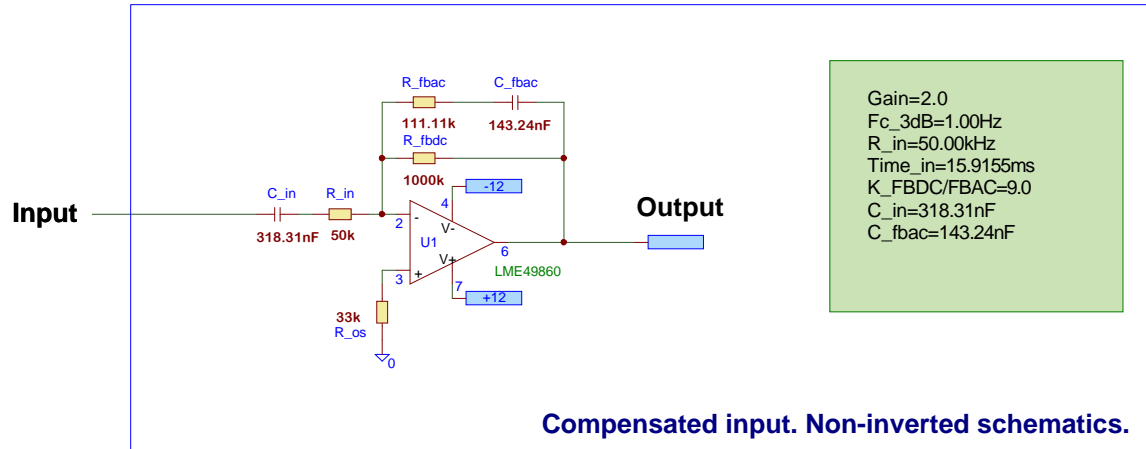 R_fbac C_fbac
111.11k 143.24nF
R_fbdc
1000k
-12
C_in R_in
4
Input
Output
2
-
V-
318.31nF 50k
U1
6
V+
LME49860
3
+
7
+12
33k
R_os
0
Gain=2.0
Fc_3dB=1.00Hz
R_in=50.00kHz
Time_in=15.9155ms
K_FBDC/FBAC=9.0
C_in=318.31nF
C_fbac=143.24nF
Compensated input. Non-inverted schematics.